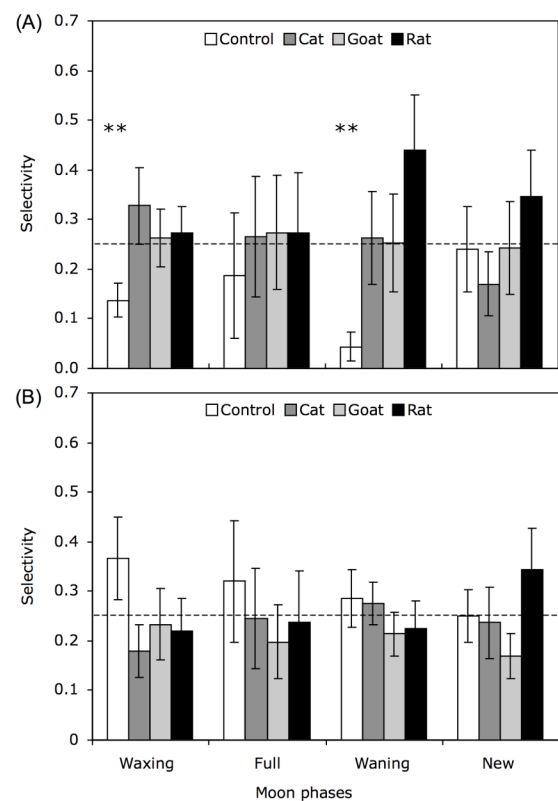 (A)
0.7
Control Cat Goat Rat
0.6
0.5
**
**
0.4
Selectivity
0.3
0.2
0.1
0.0
(B)
0.7
Control Cat Goat Rat
0.6
0.5
0.4
Selectivity
0.3
0.2
0.1
0
Waxing Full Waning New
Moon phases